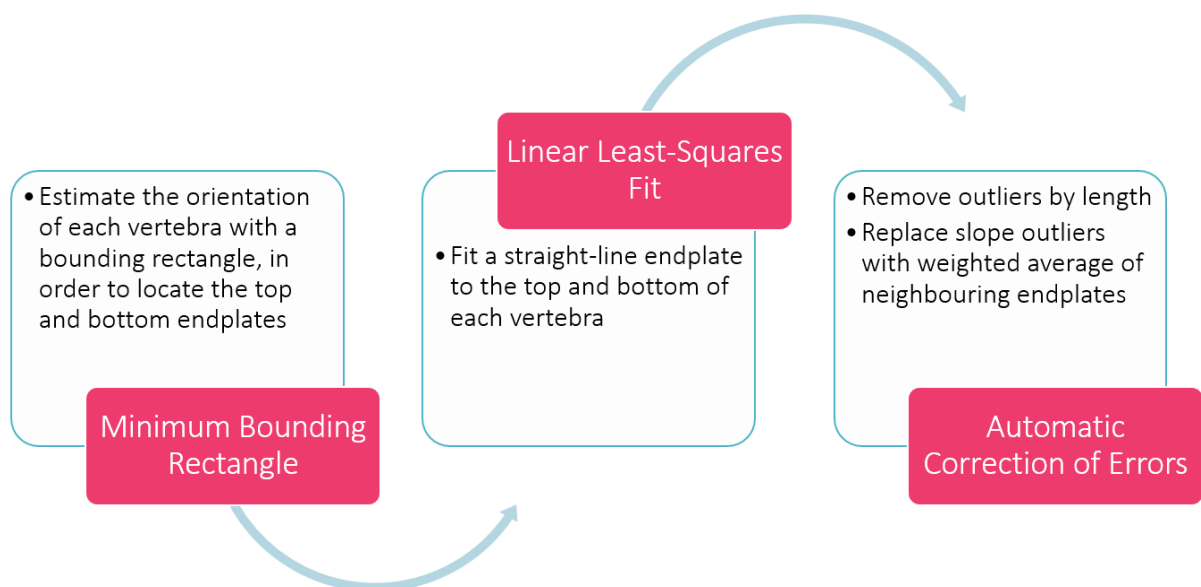 • Estimate the orientation
of each vertebra with a
bounding rectangle, in
order to locate the top
and bottom endplates
Minimum Bounding
Rectangle
Linear Least-Squares
Fit
• Fit a straight-line endplate
to the top and bottom of
each vertebra
• Remove outliers by length
• Replace slope outliers
with weighted average of
neighbouring endplates
Automatic
Correction of Errors